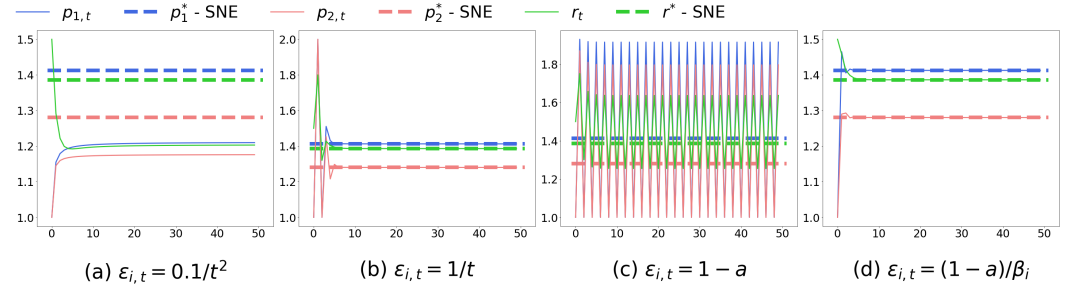 p₁,ₜ p₁* - SNE p₂,ₜ p₂* - SNE rₜ r* - SNE
1.5 1.4 1.3 1.2 1.1 1.0
0 10 20 30 40 50
2.0 1.8 1.6 1.4 1.2 1.0
0 10 20 30 40 50
1.8 1.6 1.4 1.2 1.0
0 10 20 30 40 50
1.5 1.4 1.3 1.2 1.1 1.0
0 10 20 30 40 50
(a) εᵢ,ₜ = 0.1/t²
(b) εᵢ,ₜ = 1/t
(c) εᵢ,ₜ = 1 − a
(d) εᵢ,ₜ = (1 − a)/βᵢ